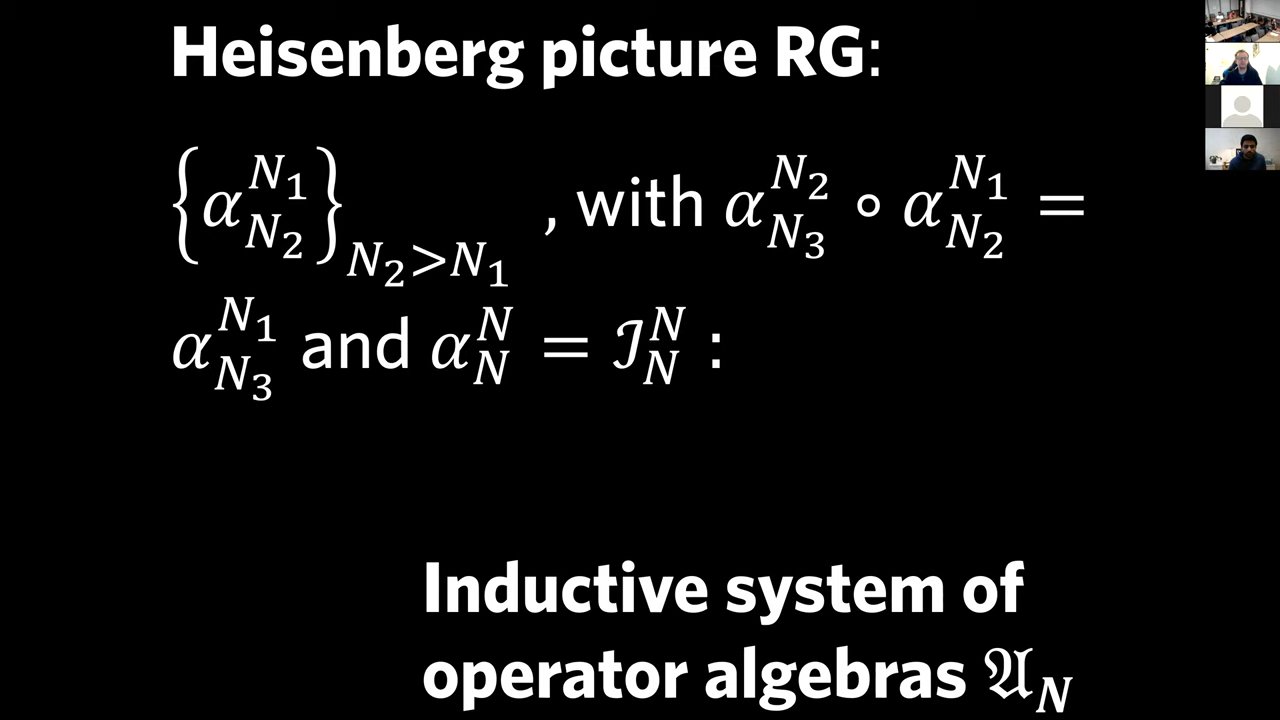 Heisenberg picture RG:
{α^{N_1}_{N_2}}_{N_2>N_1} , with α^{N_2}_{N_3} ∘ α^{N_1}_{N_2} =
α^{N_1}_{N_3} and α^N_N = ℐ^N_N :
Inductive system of
operator algebras 𝔄_N